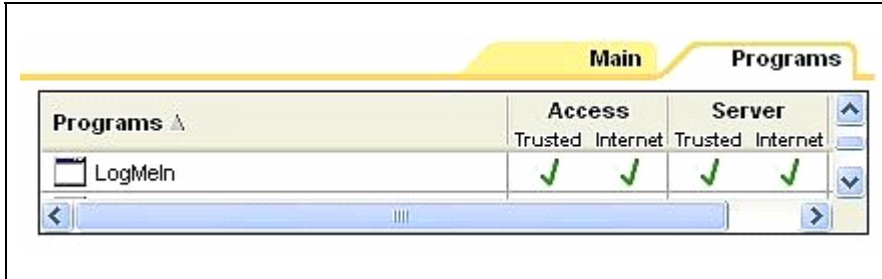 Main Programs
Programs Access Server
Trusted Internet Trusted Internet
LogMeIn